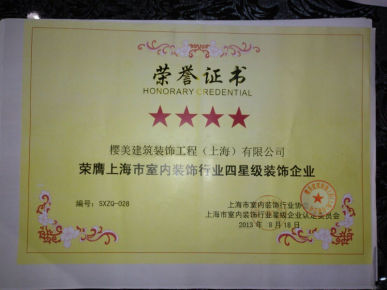 荣誉证书
HONORARY CREDENTIAL
樱美建筑装饰工程（上海）有限公司
荣膺上海市室内装饰行业四星级装饰企业
编号：SXZQ-028
上海市室内装饰行业协
上海市室内装饰行业星级企业认定委员会
2013 年 8 月 18 日